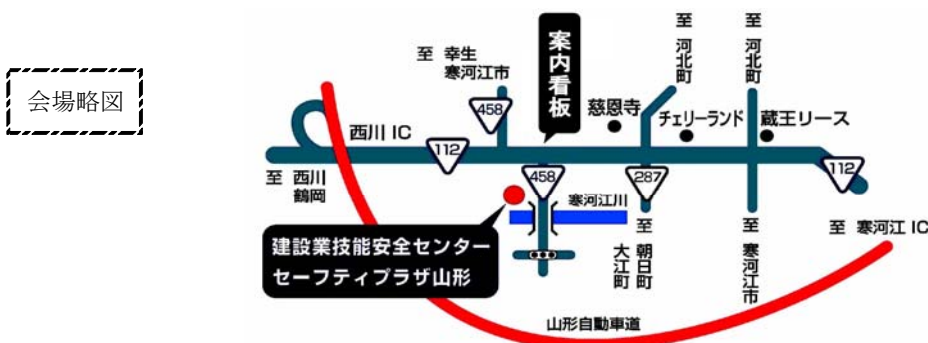 会場略図
案内看板
至 幸生
寒河江市
至 河北町
至 河北町
458
慈恩寺
チェリーランド
蔵王リース
西川 IC
112
458
287
112
至 西川
鶴岡
寒河江川
建設業技能安全センター
セーフティプラザ山形
至 朝日町
大江町
至 寒河江市
至 寒河江 IC
山形自動車道